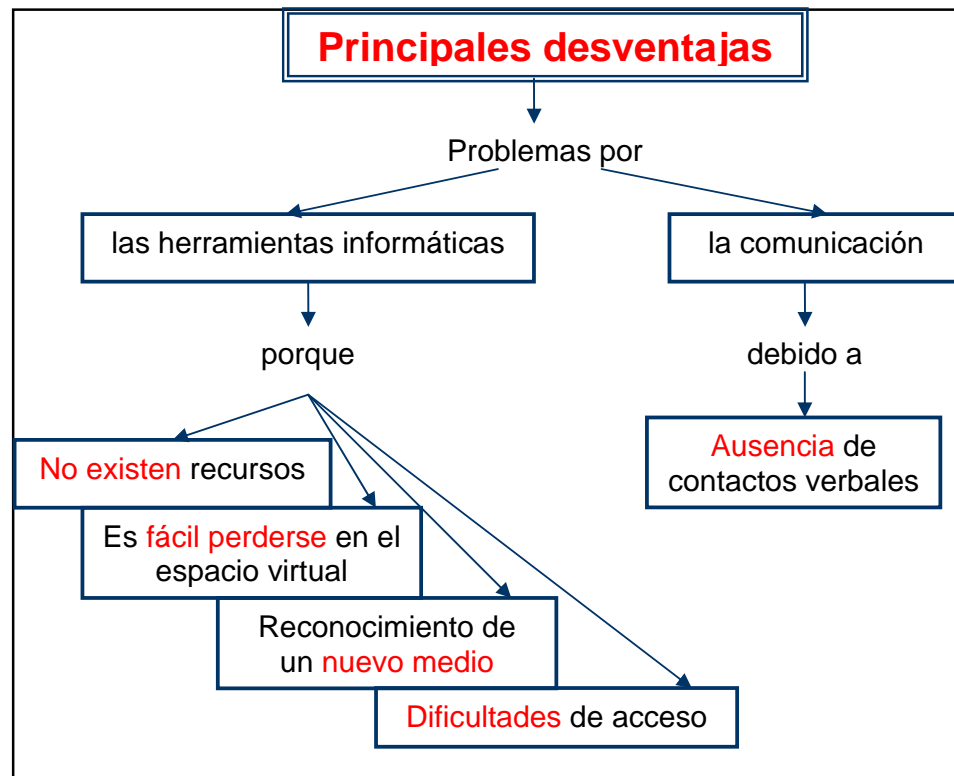 Principales desventajas
Problemas por
las herramientas informáticas
la comunicación
porque
debido a
No existen recursos
Ausencia de
contactos verbales
Es fácil perderse en el
espacio virtual
Reconocimiento de
un nuevo medio
Dificultades de acceso